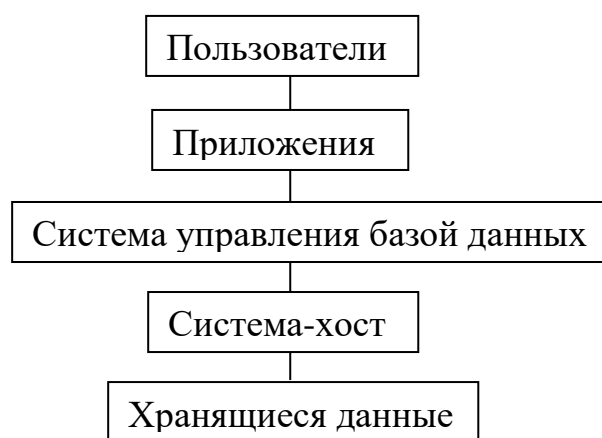 Пользователи
Приложения
Система управления базой данных
Система-хост
Хранящиеся данные